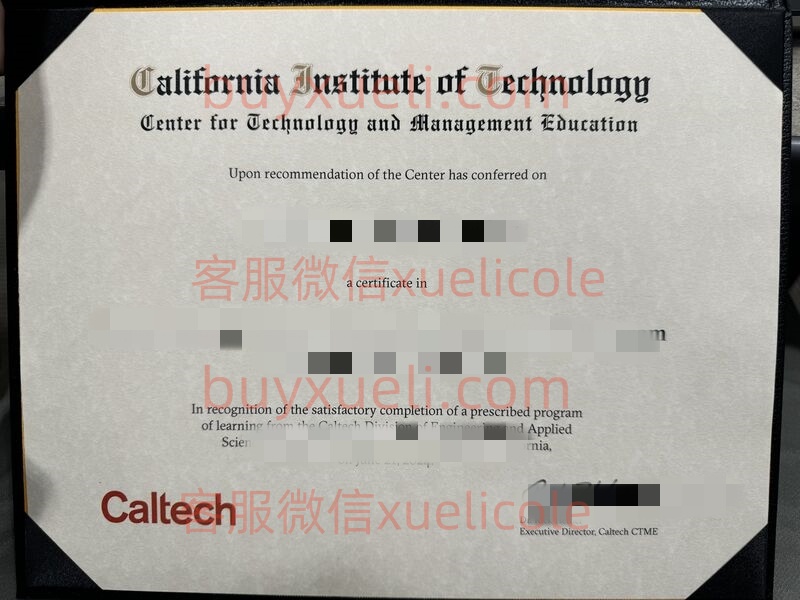 California Institute of Technology
buyxueli.com
Center for Technology and Management Education
Upon recommendation of the Center has conferred on
客服微信xuelicole
a certificate in
m
buyxueli.com
In recognition of the satisfactory completion of a prescribed program
of learning from the Caltech Division of Engineering and Applied
Scien
rnia,
Caltech
客服微信xuelicole
Executive Director, Caltech CTME